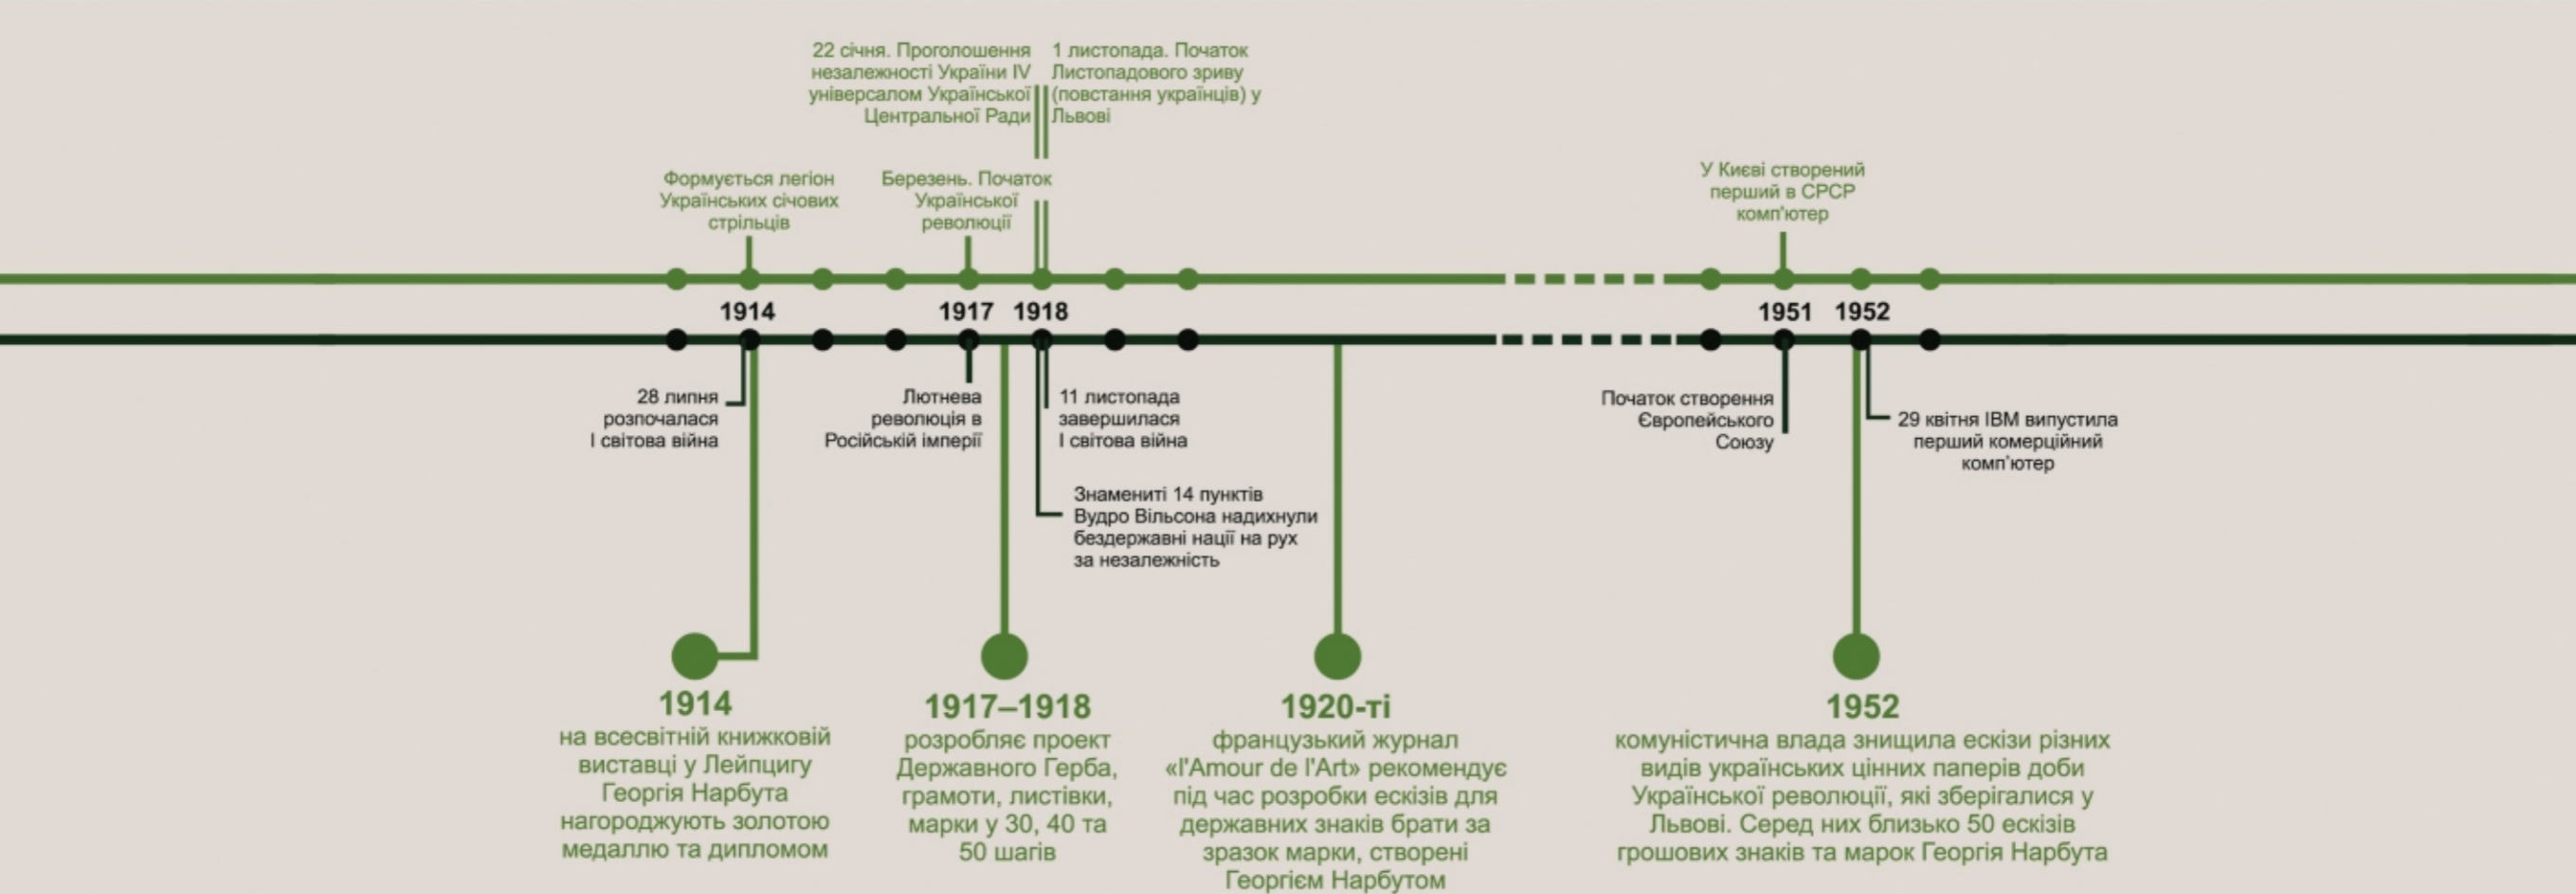 22 січня. Проголошення
незалежності України IV
універсалом Української
Центральної Ради
1 листопада. Початок
Листопадового зриву
(повстання українців) у
Львові
Формується легіон
Українських січових
стрільців
Березень. Початок
Української
революції
У Києві створений
перший в СРСР
комп'ютер
1914
1917
1918
1951
1952
28 липня
розпочалася
І світова війна
Лютнева
революція в
Російській імперії
11 листопада
завершилася
І світова війна
Знамениті 14 пунктів
Вудро Вільсона надихнули
бездержавні нації на рух
за незалежність
Початок створення
Європейського
Союзу
29 квітня IBM випустила
перший комерційний
комп'ютер
1914
на всесвітній книжковій
виставці у Лейпцигу
Георгія Нарбута
нагороджують золотою
медаллю та дипломом
1917–1918
розробляє проект
Державного Герба,
грамоти, листівки,
марки у 30, 40 та
50 шагів
1920-ті
французький журнал
«l'Amour de l'Art» рекомендує
під час розробки ескізів для
державних знаків брати за
зразок марки, створені
Георгієм Нарбутом
1952
комуністична влада знищила ескізи різних
видів українських цінних паперів доби
Української революції, які зберігалися у
Львові. Серед них близько 50 ескізів
грошових знаків та марок Георгія Нарбута